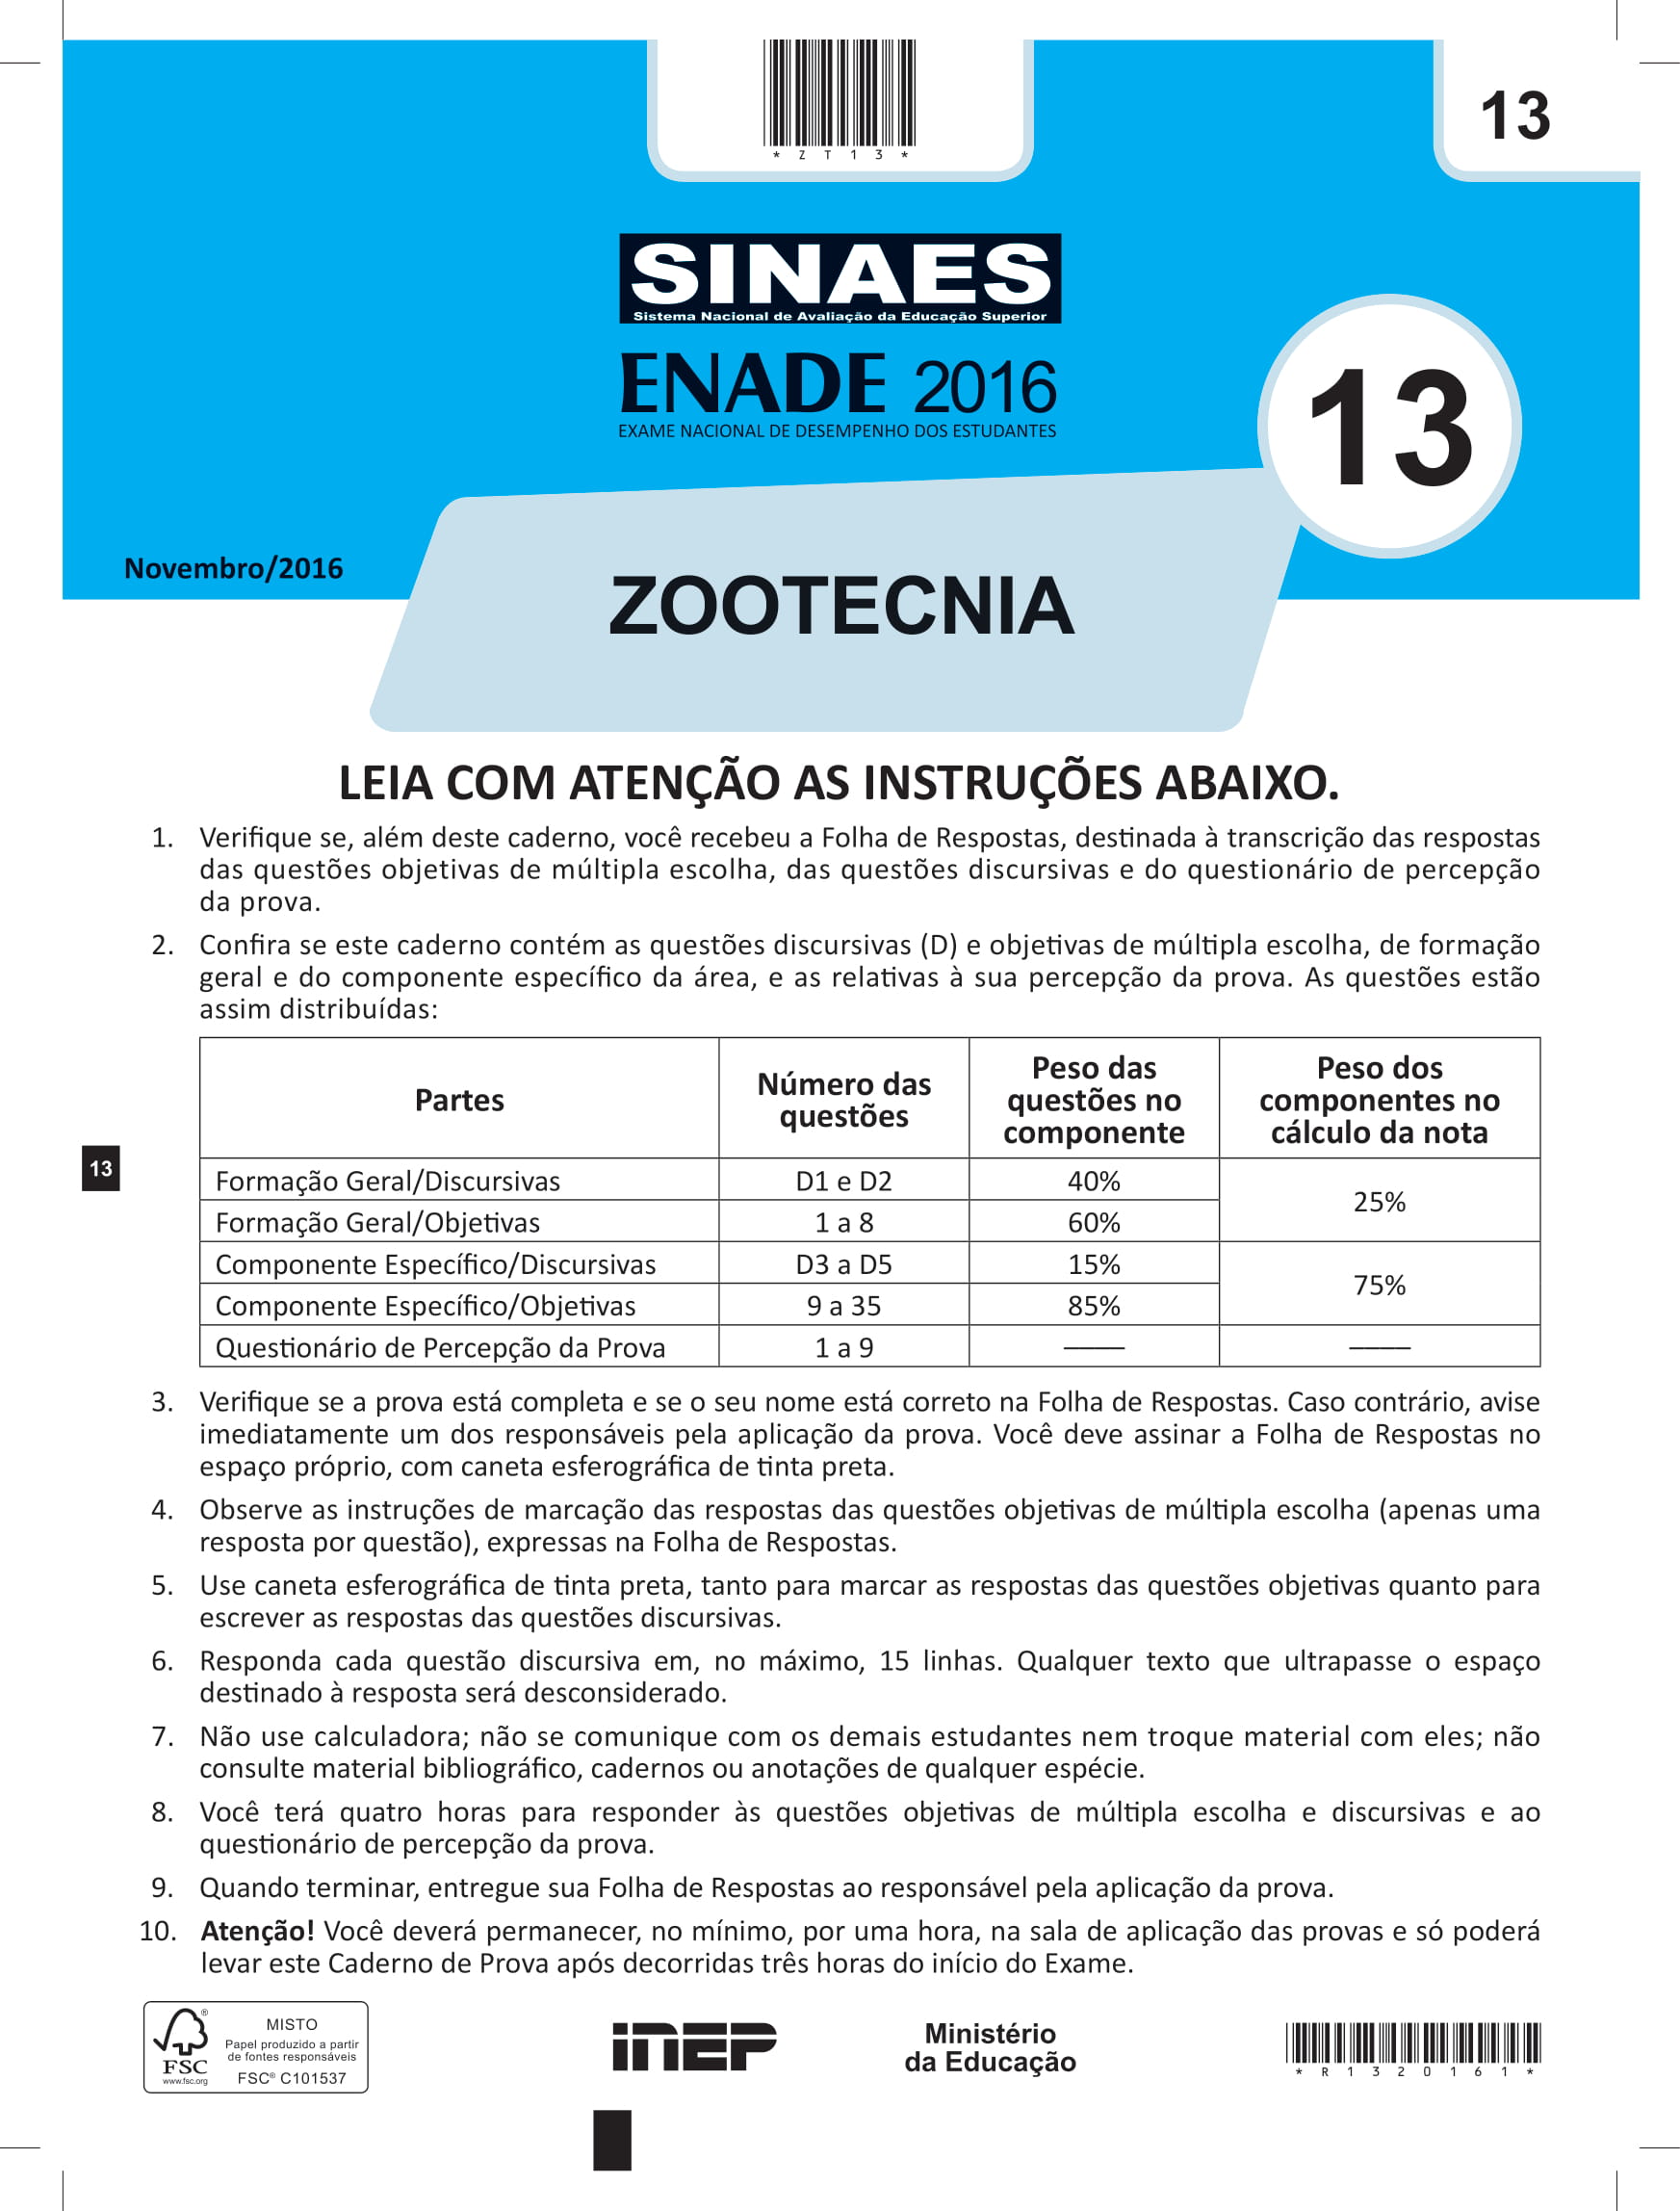 *ZT13*
13
SINAES
Sistema Nacional de Avaliação da Educação Superior
ENADE 2016
EXAME NACIONAL DE DESEMPENHO DOS ESTUDANTES
13
Novembro/2016
ZOOTECNIA
LEIA COM ATENÇÃO AS INSTRUÇÕES ABAIXO.
1. Verifique se, além deste caderno, você recebeu a Folha de Respostas, destinada à transcrição das respostas
das questões objetivas de múltipla escolha, das questões discursivas e do questionário de percepção
da prova.
2. Confira se este caderno contém as questões discursivas (D) e objetivas de múltipla escolha, de formação
geral e do componente específico da área, e as relativas à sua percepção da prova. As questões estão
assim distribuídas:
Partes
Número das
questões
Peso das
questões no
componente
Peso dos
componentes no
cálculo da nota
Formação Geral/Discursivas D1 e D2 40%
25%
Formação Geral/Objetivas 1 a 8 60%
Componente Específico/Discursivas D3 a D5 15%
75%
Componente Específico/Objetivas 9 a 35 85%
Questionário de Percepção da Prova 1 a 9 —— ——
13
3. Verifique se a prova está completa e se o seu nome está correto na Folha de Respostas. Caso contrário, avise
imediatamente um dos responsáveis pela aplicação da prova. Você deve assinar a Folha de Respostas no
espaço próprio, com caneta esferográfica de tinta preta.
4. Observe as instruções de marcação das respostas das questões objetivas de múltipla escolha (apenas uma
resposta por questão), expressas na Folha de Respostas.
5. Use caneta esferográfica de tinta preta, tanto para marcar as respostas das questões objetivas quanto para
escrever as respostas das questões discursivas.
6. Responda cada questão discursiva em, no máximo, 15 linhas. Qualquer texto que ultrapasse o espaço
destinado à resposta será desconsiderado.
7. Não use calculadora; não se comunique com os demais estudantes nem troque material com eles; não
consulte material bibliográfico, cadernos ou anotações de qualquer espécie.
8. Você terá quatro horas para responder às questões objetivas de múltipla escolha e discursivas e ao
questionário de percepção da prova.
9. Quando terminar, entregue sua Folha de Respostas ao responsável pela aplicação da prova.
10. Atenção! Você deverá permanecer, no mínimo, por uma hora, na sala de aplicação das provas e só poderá
levar este Caderno de Prova após decorridas três horas do início do Exame.
®
FSC
www.fsc.org
MISTO
Papel produzido a partir
de fontes responsáveis
FSC® C101537
INEP
Ministério
da Educação
*R1320161*